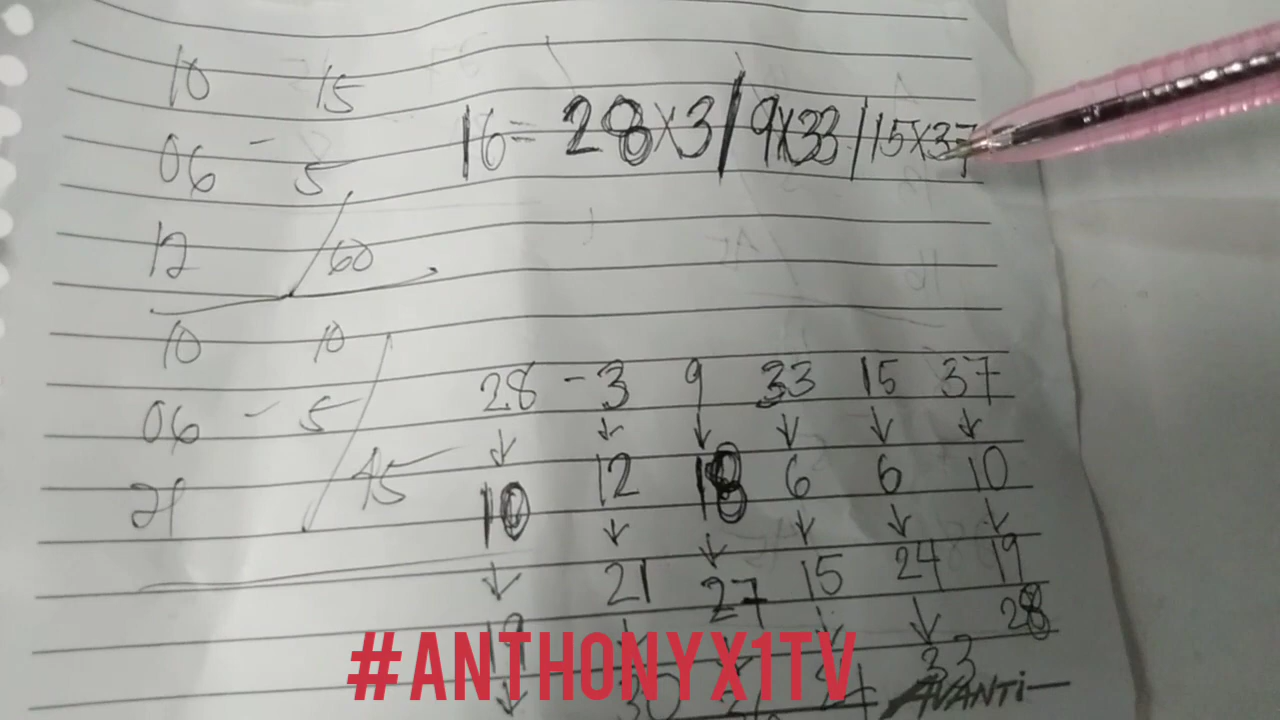 10 15
16= 28x3/9x33/15x37
06 - 5
12 60
10 10
28 - 3 9 33 15 37
06 - 5
10 12 18 6 6 10
21 45
21 27 15 24 19
19 28
33
#ANTHONYX1TV
AVANTi